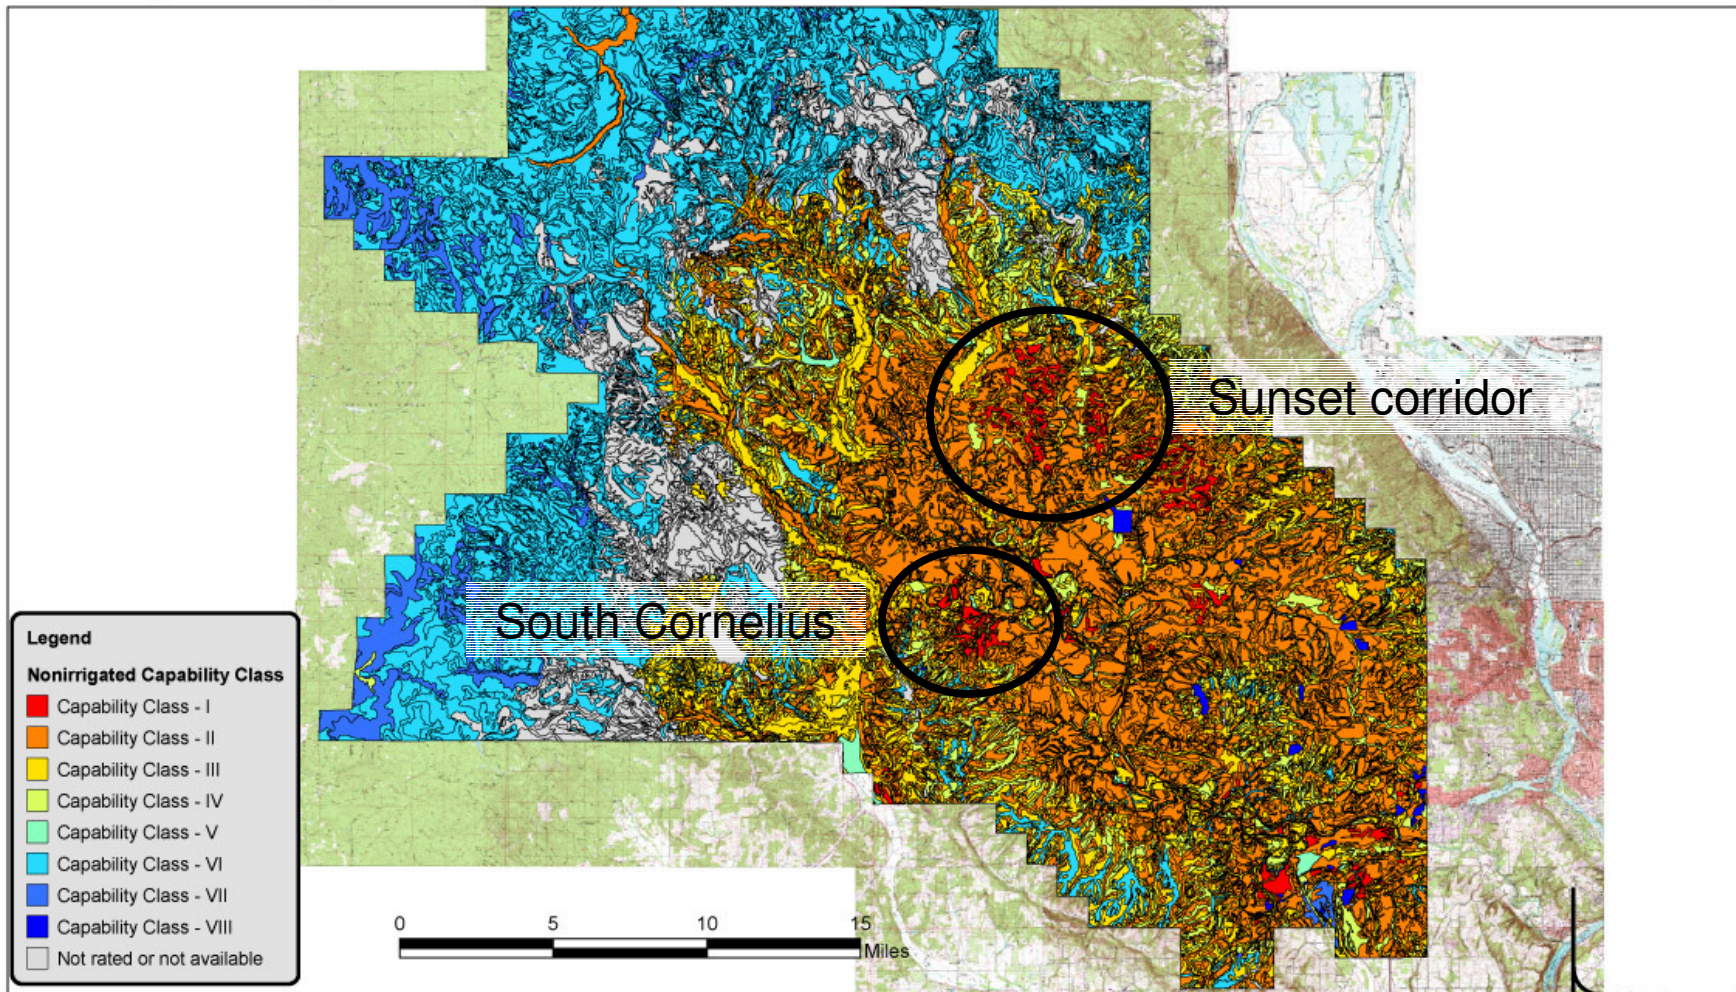 Sunset corridor
South Cornelius
Legend
Nonirrigated Capability Class
Capability Class - I
Capability Class - II
Capability Class - III
Capability Class - IV
Capability Class - V
Capability Class - VI
Capability Class - VII
Capability Class - VIII
Not rated or not available
0 5 10 15
Miles